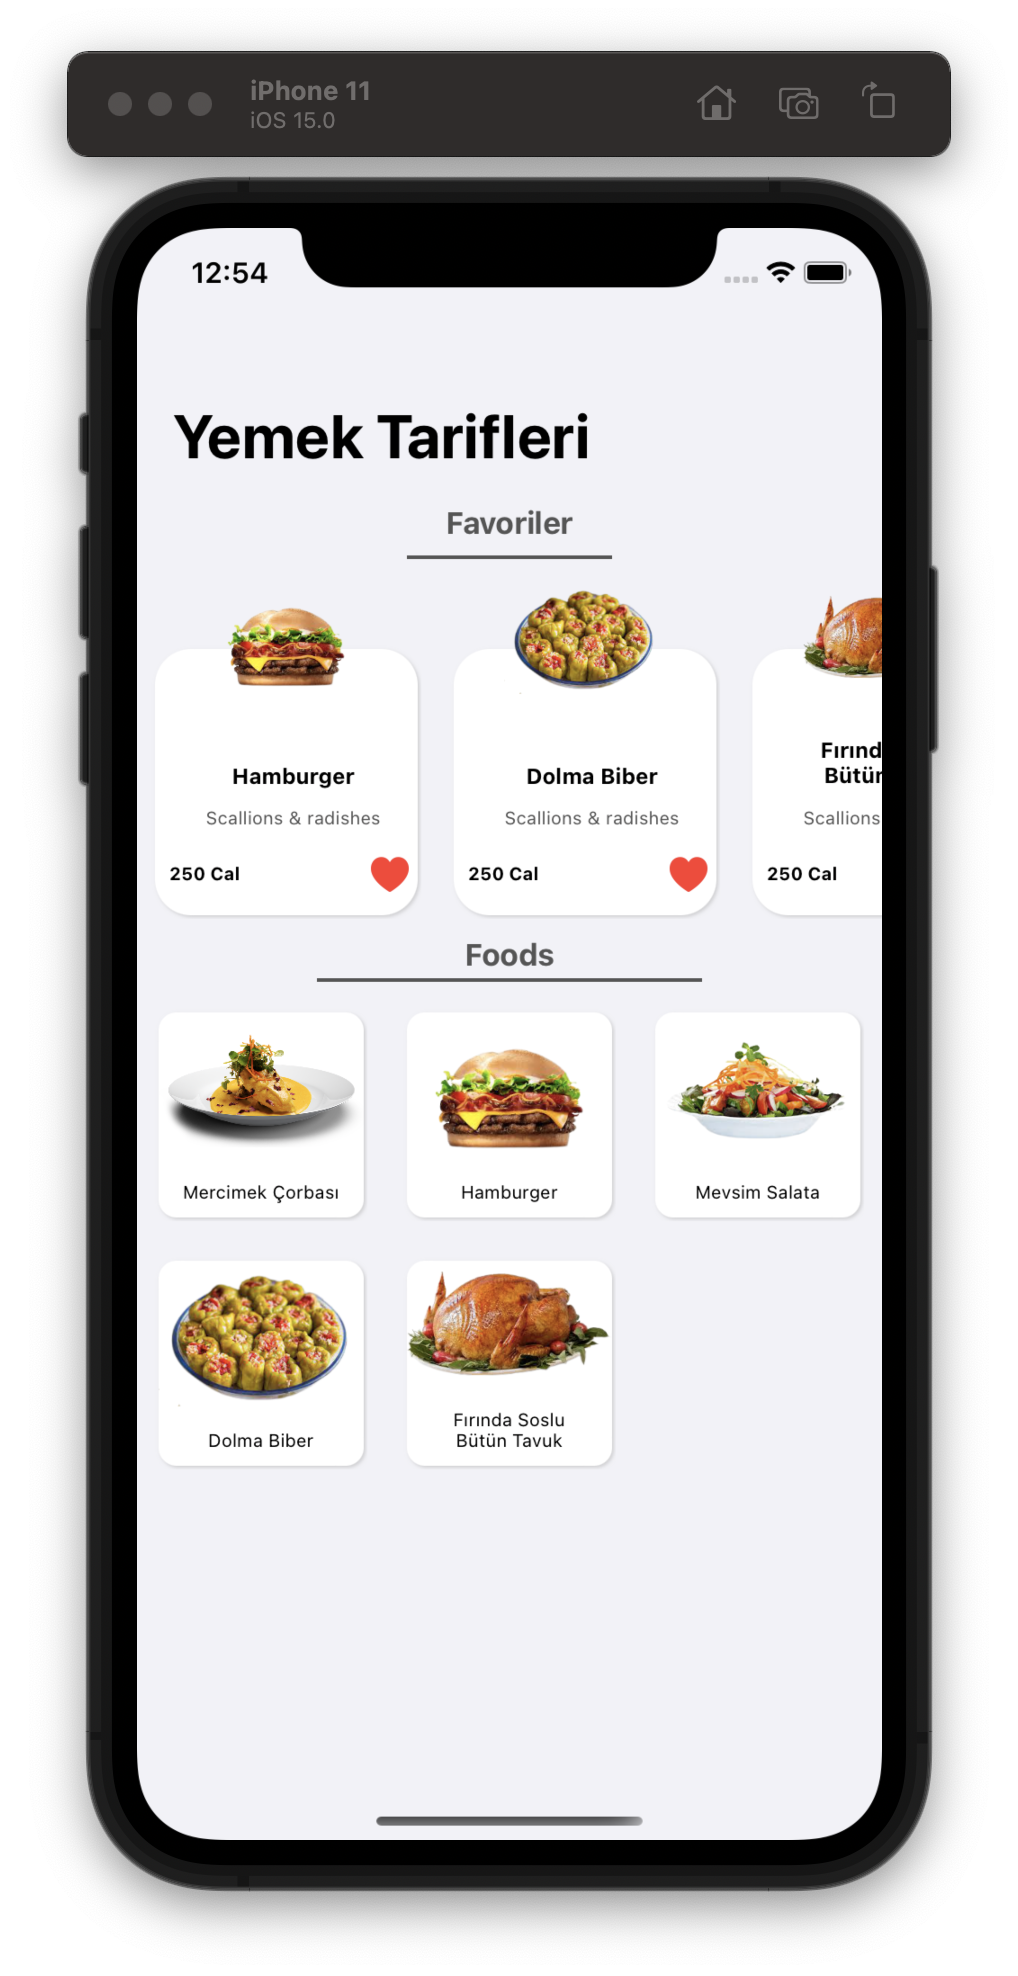 iPhone 11
iOS 15.0
12:54
Yemek Tarifleri
Favoriler
Hamburger
Scallions & radishes
250 Cal
Dolma Biber
Scallions & radishes
250 Cal
Fırınd
Bütün
Scallions
250 Cal
Foods
Mercimek Çorbası
Hamburger
Mevsim Salata
Dolma Biber
Fırında Soslu
Bütün Tavuk